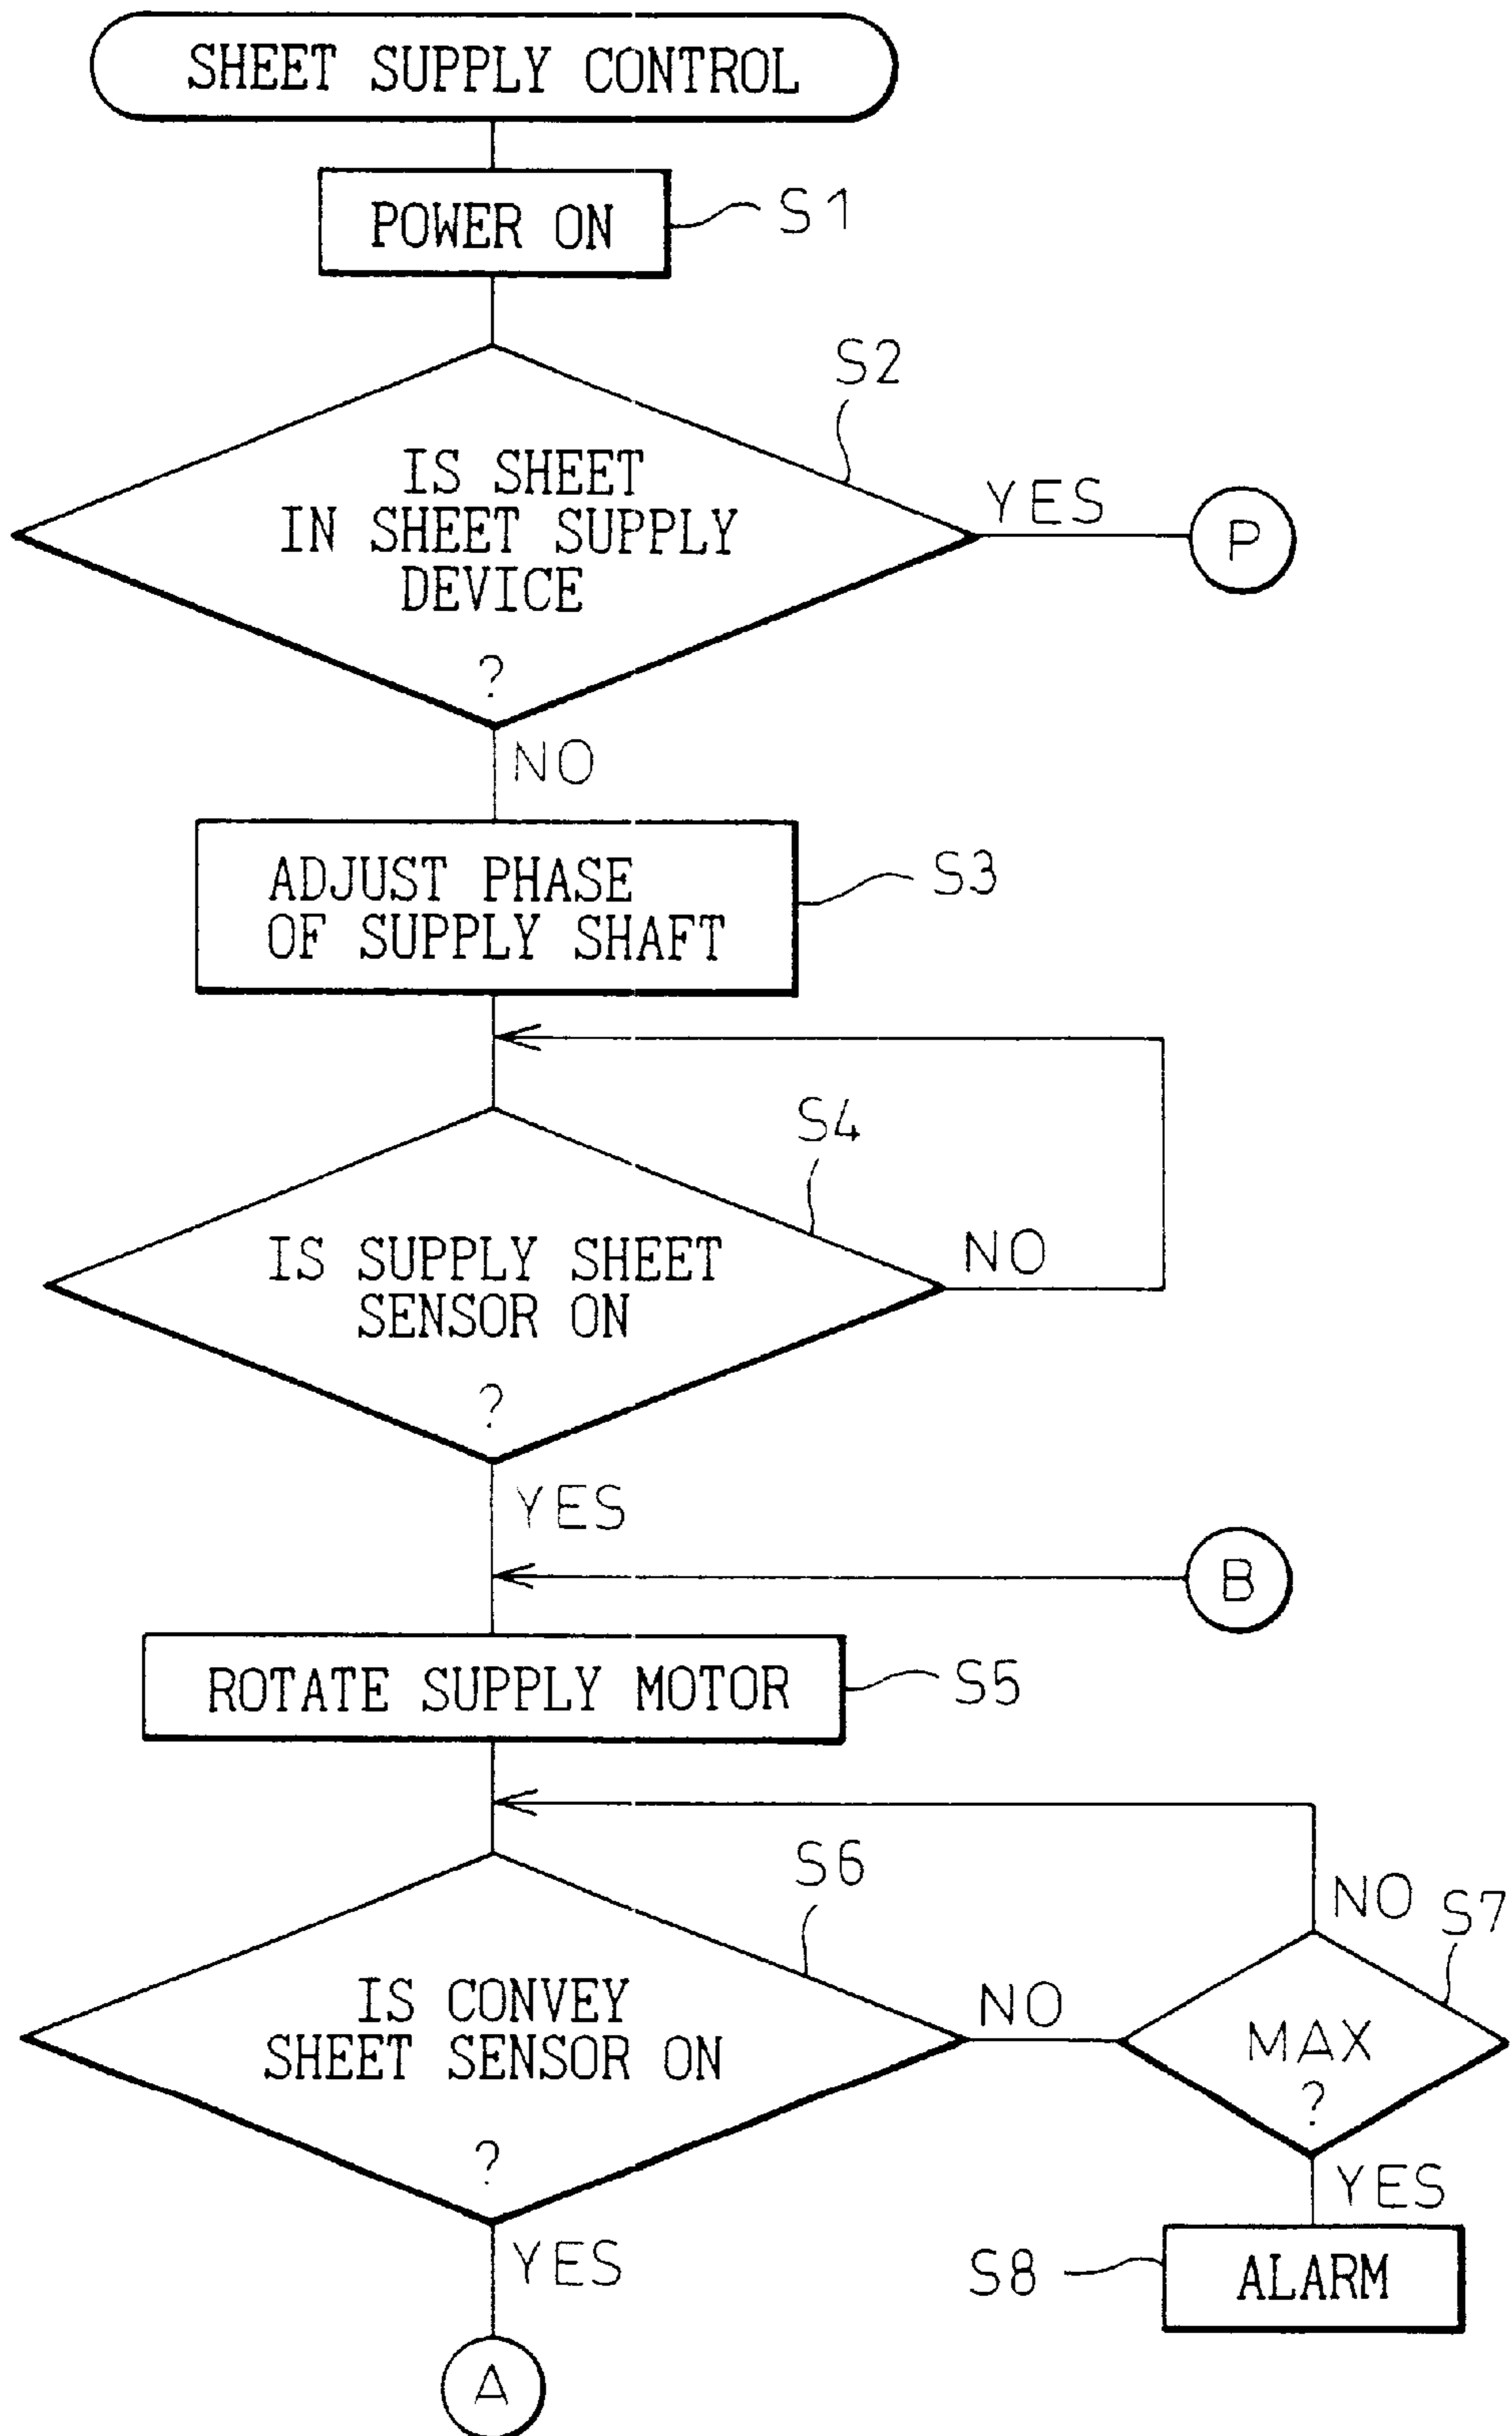 SHEET SUPPLY CONTROL
POWER ON
S1
S2
IS SHEET
IN SHEET SUPPLY
DEVICE
?
YES
P
NO
ADJUST PHASE
OF SUPPLY SHAFT
S3
S4
IS SUPPLY SHEET
SENSOR ON
?
NO
YES
B
ROTATE SUPPLY MOTOR
S5
S6
IS CONVEY
SHEET SENSOR ON
?
NO
NO
S7
MAX
?
YES
YES
S8
ALARM
A